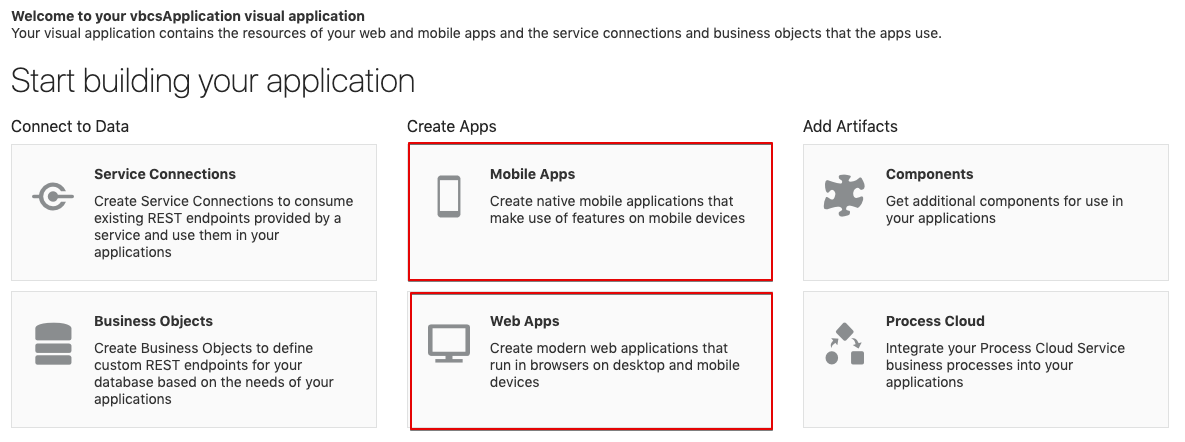 Welcome to your vbcsApplication visual application
Your visual application contains the resources of your web and mobile apps and the service connections and business objects that the apps use.
Start building your application
Connect to Data
Service Connections
Create Service Connections to consume
existing REST endpoints provided by a
service and use them in your
applications
Business Objects
Create Business Objects to define
custom REST endpoints for your
database based on the needs of your
applications
Create Apps
Mobile Apps
Create native mobile applications that
make use of features on mobile devices
Web Apps
Create modern web applications that
run in browsers on desktop and mobile
devices
Add Artifacts
Components
Get additional components for use in
your applications
Process Cloud
Integrate your Process Cloud Service
business processes into your
applications